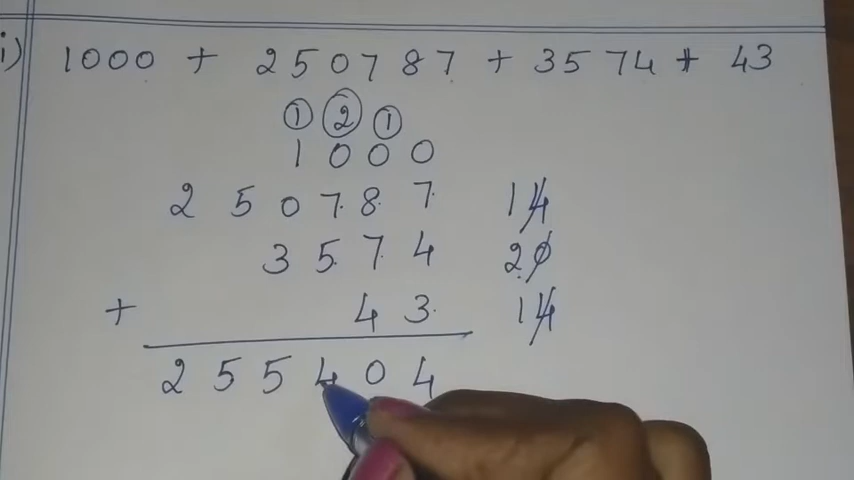 i) 1000 + 250787 + 3574 + 43
1 2 1
1000
250787 14
3574 20
+ 43 14
255404